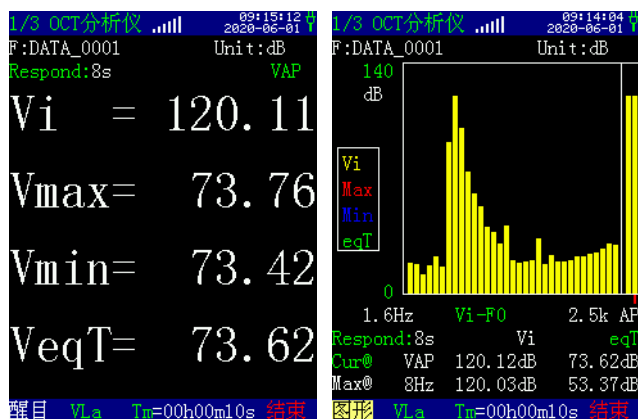 1/3 OCT分析仪
09:15:12
2020-06-01
F:DATA_0001 Unit:dB
Respond:8s VAP
Vi = 120.11
Vmax= 73.76
Vmin= 73.42
VeqT= 73.62
醒目 VLa Tm=00h00m10s 结束
1/3 OCT分析仪
09:14:04
2020-06-01
F:DATA_0001 Unit:dB
140
dB
Vi
Max
Min
eqT
0
1.6Hz Vi-F0 2.5k AP
Respond:8s Vi eqT
Cur@ VAP 120.12dB 73.62dB
Max@ 8Hz 120.03dB 53.37dB
图形 VLa Tm=00h00m10s 结束